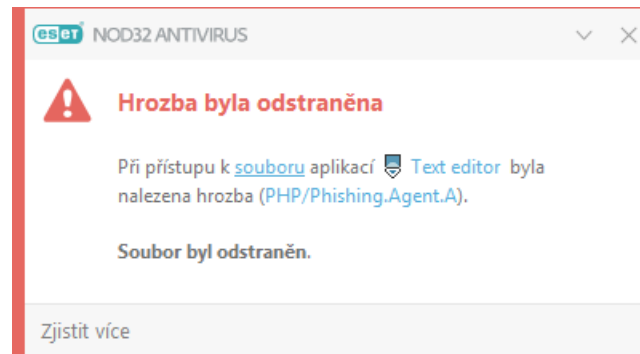 eset NOD32 ANTIVIRUS
Hrozba byla odstraněna
Při přístupu k souboru aplikací Text editor byla
nalezena hrozba (PHP/Phishing.Agent.A).
Soubor byl odstraněn.
Zjistit více